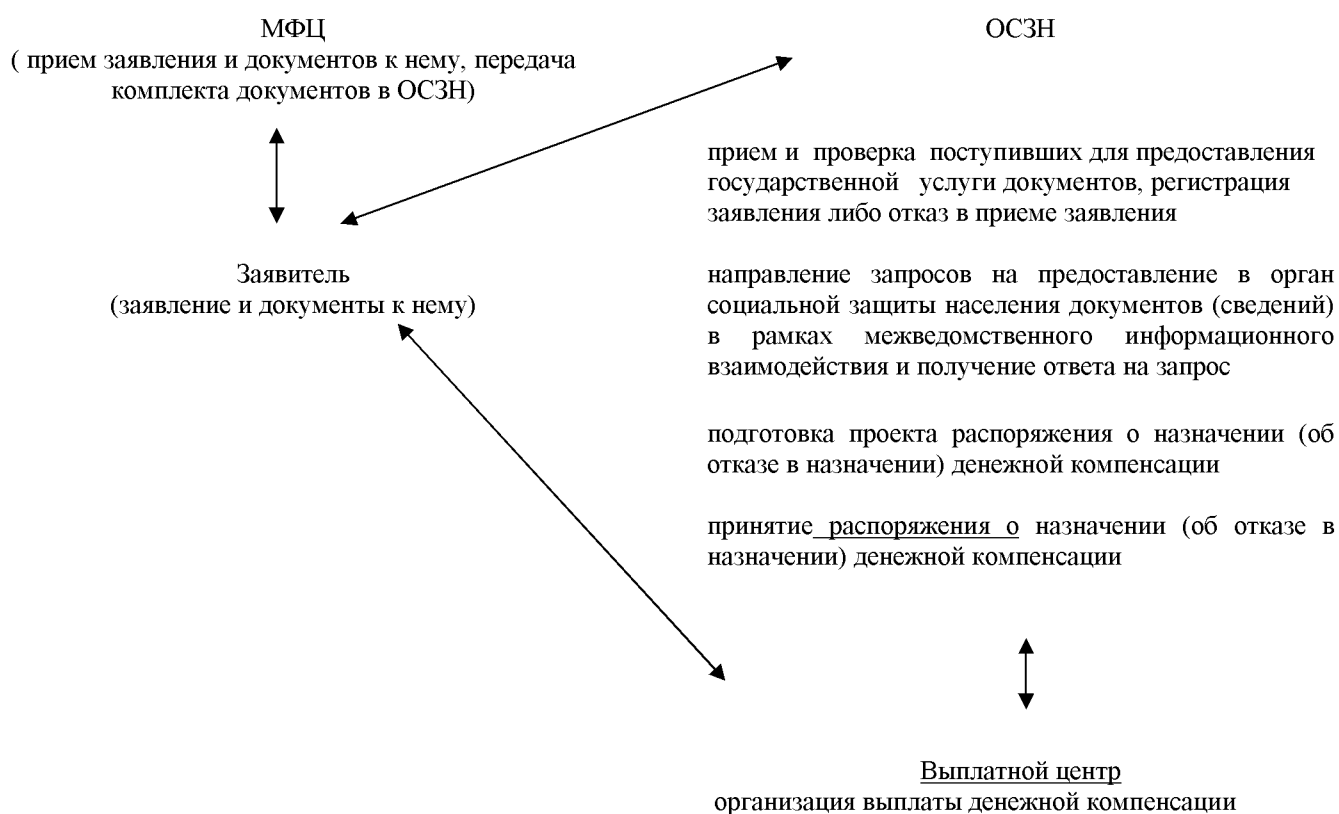 МФЦ
( прием заявления и документов к нему, передача
комплекта документов в ОСЗН)
Заявитель
(заявление и документы к нему)
ОСЗН
прием и проверка поступивших для предоставления
государственной услуги документов, регистрация
заявления либо отказ в приеме заявления
направление запросов на предоставление в орган
социальной защиты населения документов (сведений)
в рамках межведомственного информационного
взаимодействия и получение ответа на запрос
подготовка проекта распоряжения о назначении (об
отказе в назначении) денежной компенсации
принятие распоряжения о назначении (об отказе в
назначении) денежной компенсации
Выплатной центр
организация выплаты денежной компенсации